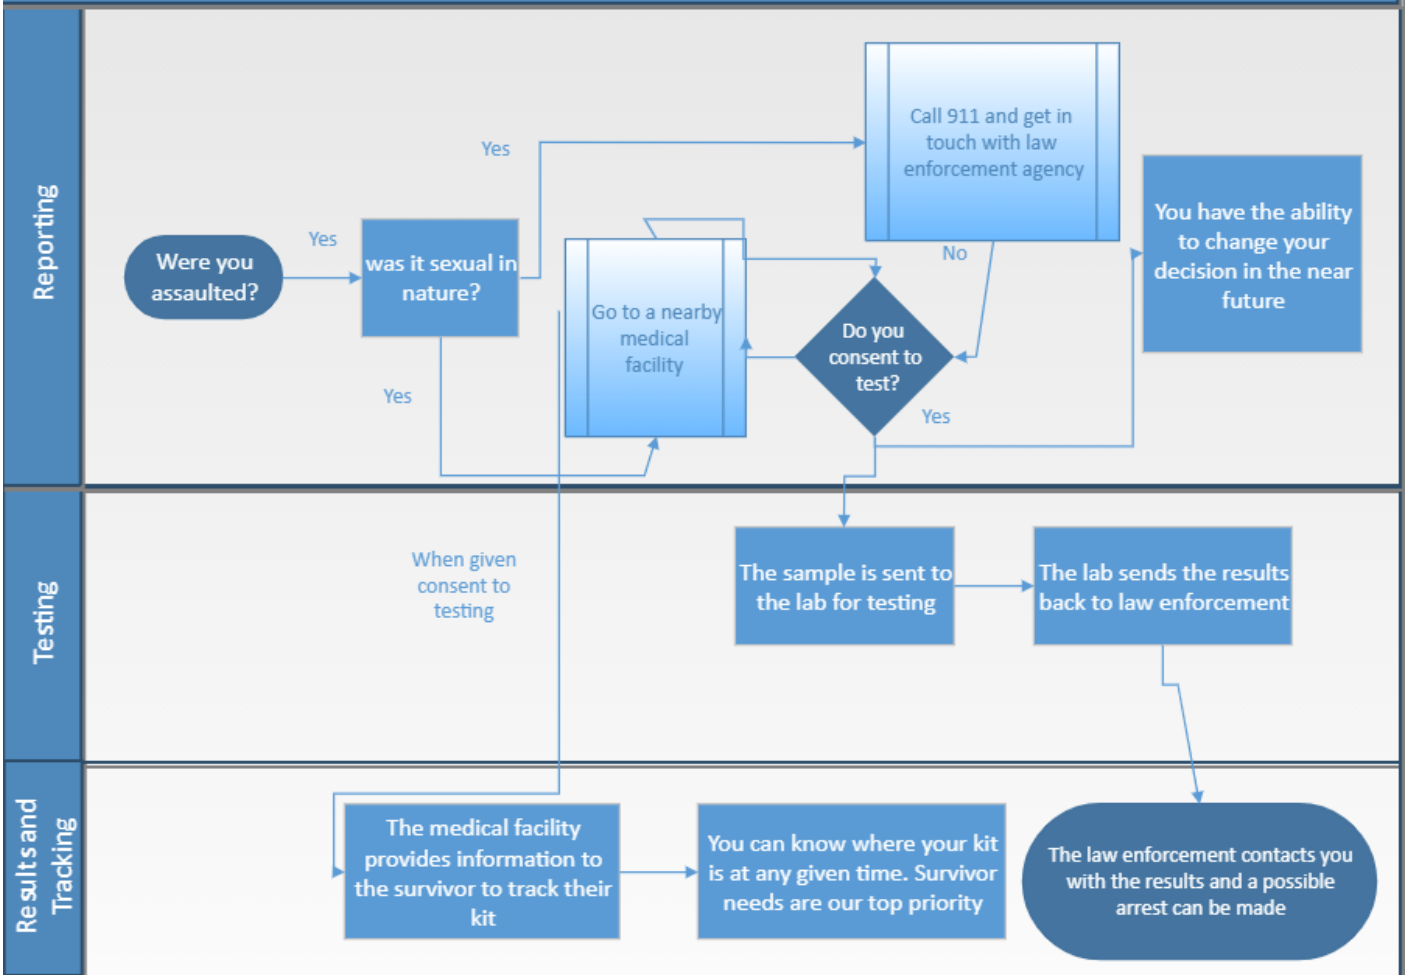 Reporting
Were you
assaulted?
Yes
was it sexual in
nature?
Yes
Yes
Call 911 and get in
touch with law
enforcement agency
Go to a nearby
medical
facility
No
Do you
consent to
test?
Yes
You have the ability
to change your
decision in the near
future
Testing
When given
consent to
testing
The sample is sent to
the lab for testing
The lab sends the results
back to law enforcement
Results and
Tracking
The medical facility
provides information to
the survivor to track their
kit
You can know where your kit
is at any given time. Survivor
needs are our top priority
The law enforcement contacts you
with the results and a possible
arrest can be made